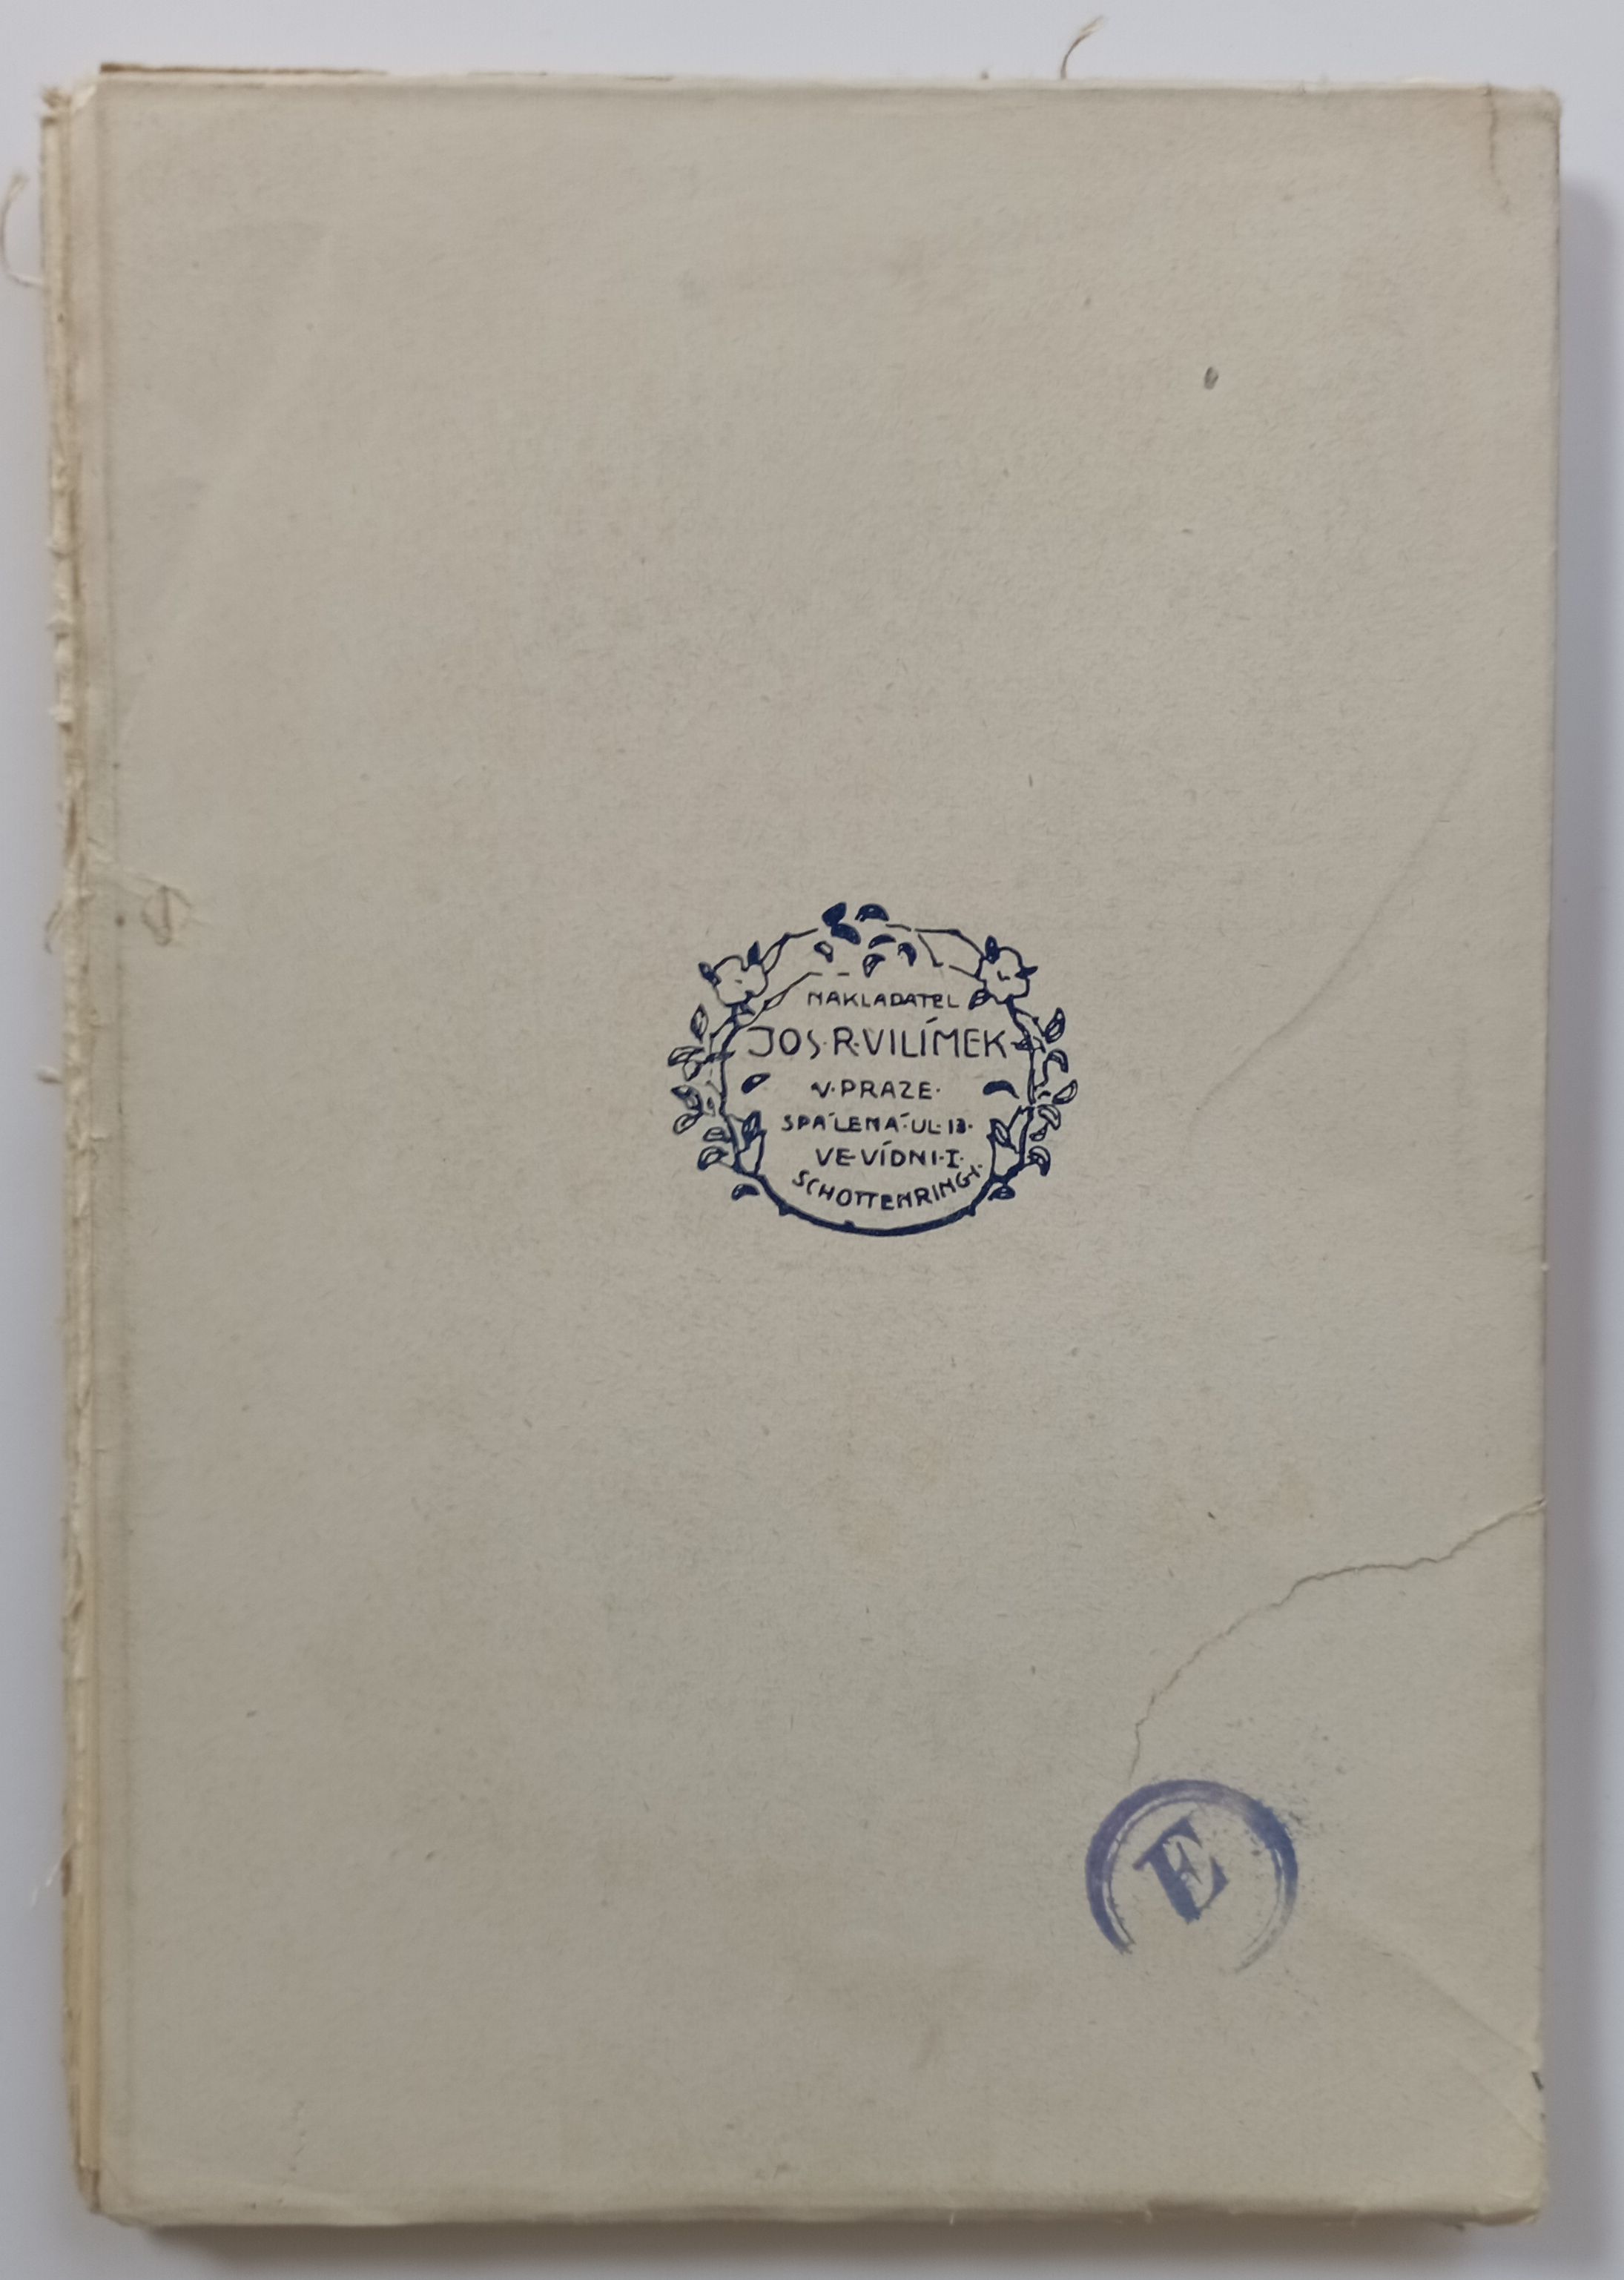 NAKLADATEL
JOS·R·VILÍMEK
V·PRAZE·
SPÁLENÁ·UL·13·
VE·VÍDNI·I·
SCHOTTENRING·1·
E